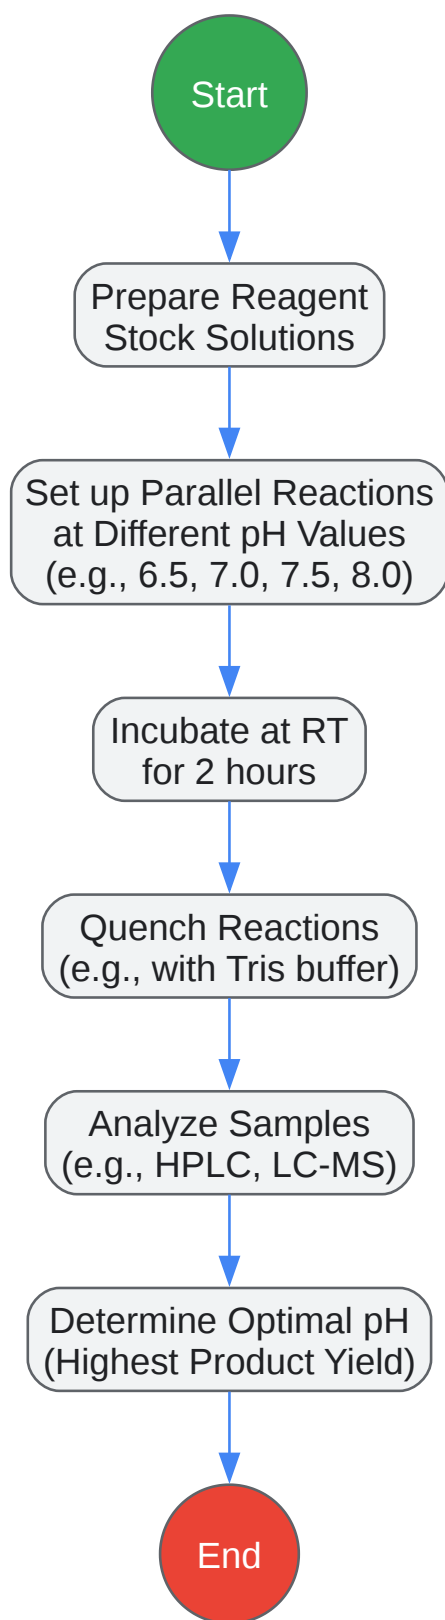 Start
Prepare Reagent
Stock Solutions
Set up Parallel Reactions
at Different pH Values
(e.g., 6.5, 7.0, 7.5, 8.0)
Incubate at RT
for 2 hours
Quench Reactions
(e.g., with Tris buffer)
Analyze Samples
(e.g., HPLC, LC-MS)
Determine Optimal pH
(Highest Product Yield)
End